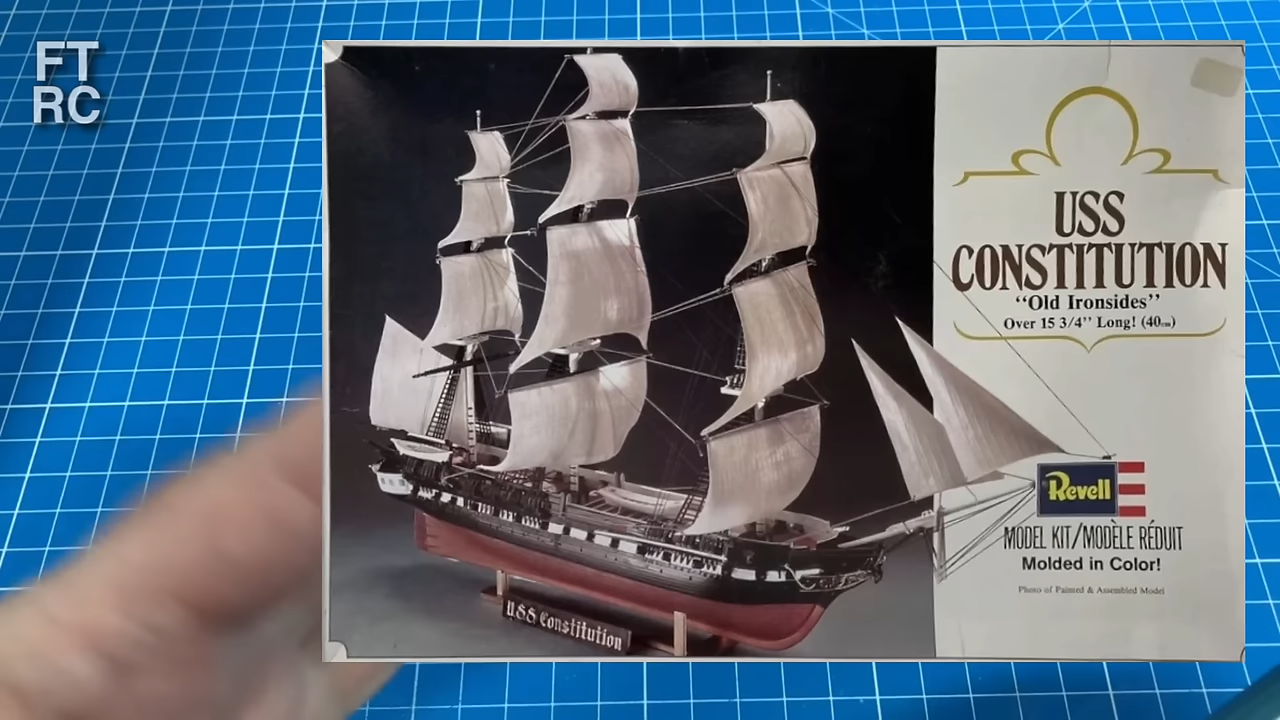 FT
RC
USS
CONSTITUTION
“Old Ironsides”
Over 15 3/4” Long! (40cm)
Revell
MODEL KIT/MODÈLE RÉDUIT
Molded in Color!
Photo of Painted & Assembled Model
USS Constitution